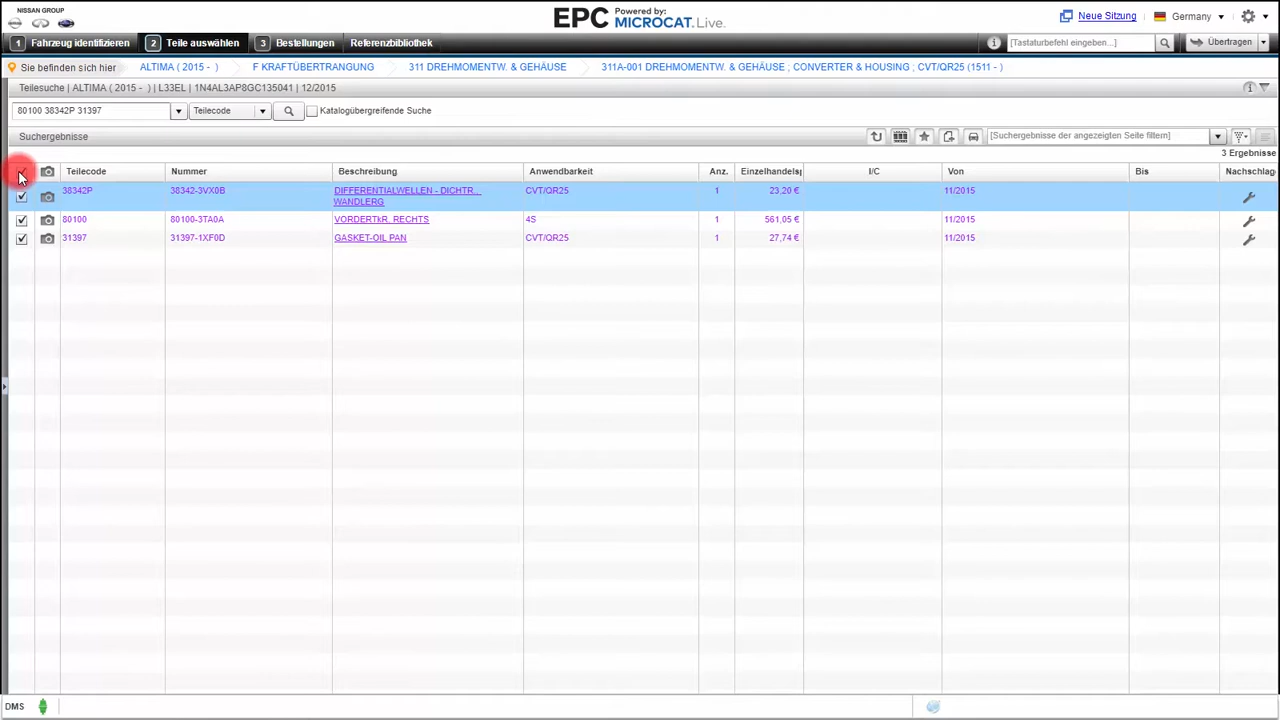 NISSAN GROUP
EPC Powered by: MICROCAT.Live.
Neue Sitzung Germany
1 Fahrzeug identifizieren 2 Teile auswählen 3 Bestellungen Referenzbibliothek [Tastaturbefehl eingeben...] Übertragen
Sie befinden sich hier ALTIMA ( 2015 - ) F KRAFTÜBERTRANGUNG 311 DREHMOMENTW. & GEHÄUSE 311A-001 DREHMOMENTW. & GEHÄUSE ; CONVERTER & HOUSING ; CVT/QR25 (1511 - )
Teilesuche | ALTIMA ( 2015 - ) | L33EL | 1N4AL3AP8GC135041 | 12/2015
80100 38342P 31397 Teilecode Katalogübergreifende Suche
Suchergebnisse [Suchergebnisse der angezeigten Seite filtern]
3 Ergebnisse
Teilecode Nummer Beschreibung Anwendbarkeit Anz. Einzelhandelsp I/C Von Bis Nachschlag
38342P 38342-3VX0B DIFFERENTIALWELLEN - DICHTR... CVT/QR25 1 23,20 € 11/2015
WANDLERG
80100 80100-3TA0A VORDERTkR. RECHTS 4S 1 561,05 € 11/2015
31397 31397-1XF0D GASKET-OIL PAN CVT/QR25 1 27,74 € 11/2015
DMS